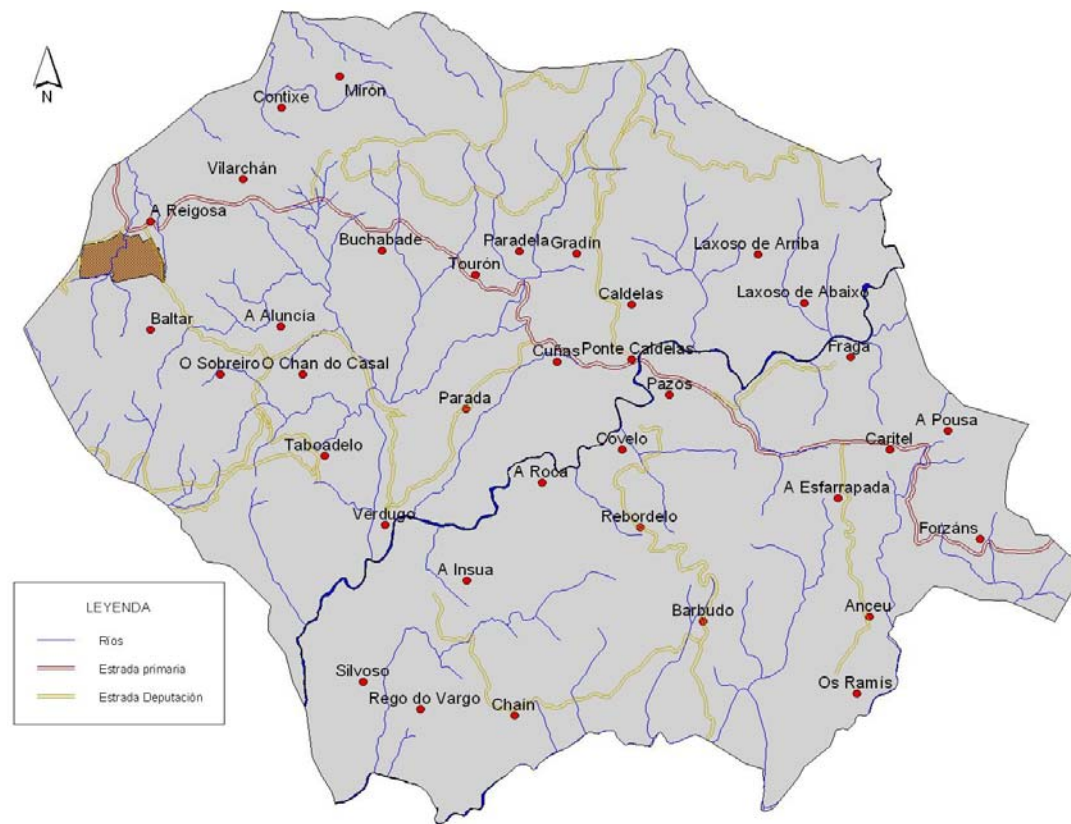 N
Mirón
Contixe
Vilarchán
A Reigosa
Buchabade
Paradela
Gradín
Laxoso de Arriba
Tourón
Caldelas
Laxoso de Abaixo
Baltar
A Aluncia
Cuñas
Ponte Caldelas
Fraga
O Sobreiro
O Chan do Casal
Pazos
Parada
A Pousa
Taboadelo
Covelo
Caritel
A Roca
A Esfarrapada
Verdugo
Rebordelo
Forzáns
A Insua
Barbudo
Anceu
Silvoso
Rego do Vargo
Chaín
Os Ramís
LEYENDA
Ríos
Estrada primaria
Estrada Deputación